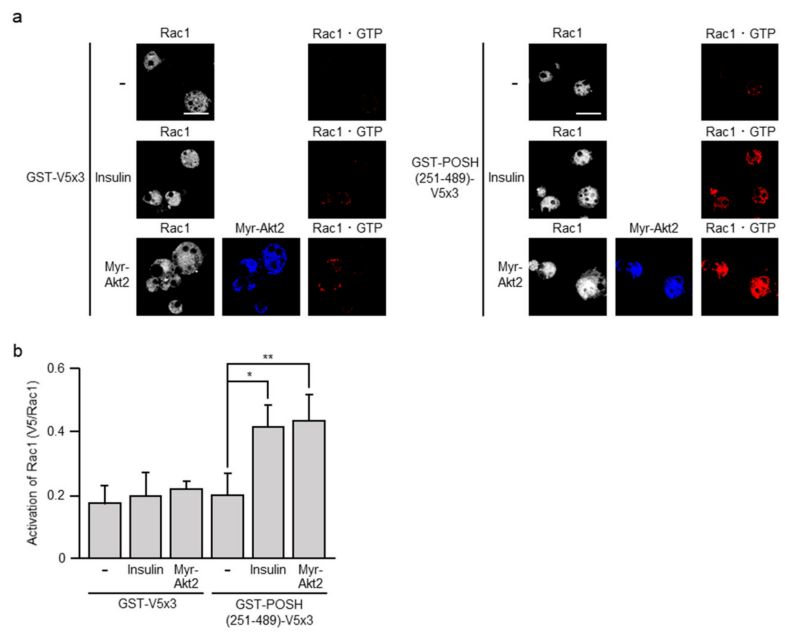 a
Rac1
Rac1・GTP
Rac1
Rac1・GTP
–
–
Rac1
Rac1・GTP
Rac1
Rac1・GTP
GST-V5x3
Insulin
GST-POSH
(251-489)-
V5x3
Insulin
Rac1
Myr-Akt2
Rac1・GTP
Rac1
Myr-Akt2
Rac1・GTP
Myr-
Akt2
Myr-
Akt2
b
Activation of Rac1 (V5/Rac1)
0.6
0.4
0.2
0
*
**
–
Insulin
Myr-
Akt2
–
Insulin
Myr-
Akt2
GST-V5x3
GST-POSH
(251-489)-V5x3